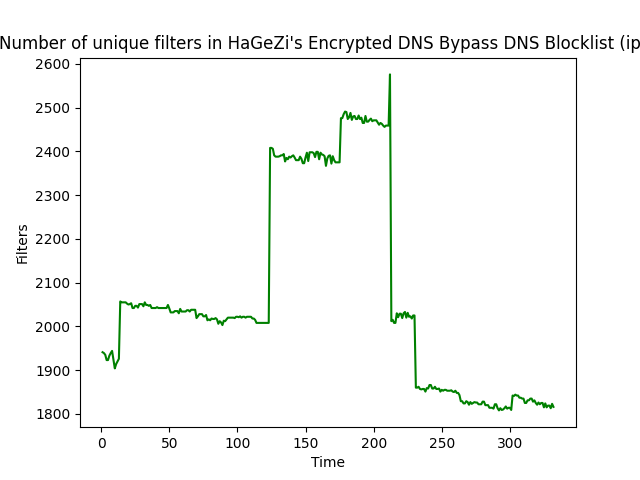 Number of unique filters in HaGeZi's Encrypted DNS Bypass DNS Blocklist (ip
2600
2500
2400
2300
2200
2100
2000
1900
1800
Filters
0 50 100 150 200 250 300
Time